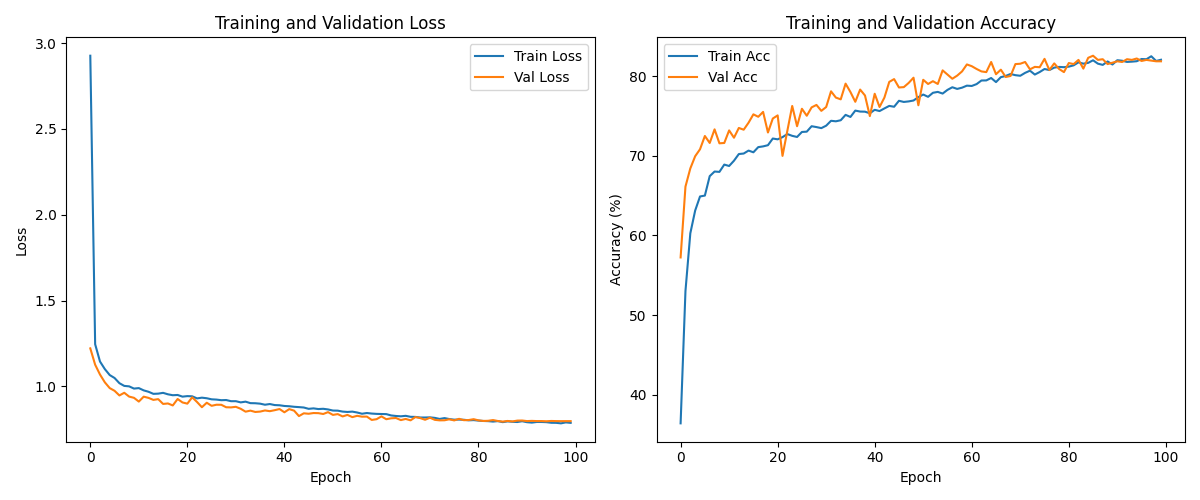 Training and Validation Loss
3.0
2.5
2.0
1.5
1.0
Loss
0
20
40
60
80
100
Epoch
Train Loss
Val Loss
Training and Validation Accuracy
80
70
60
50
40
Accuracy (%)
0
20
40
60
80
100
Epoch
Train Acc
Val Acc